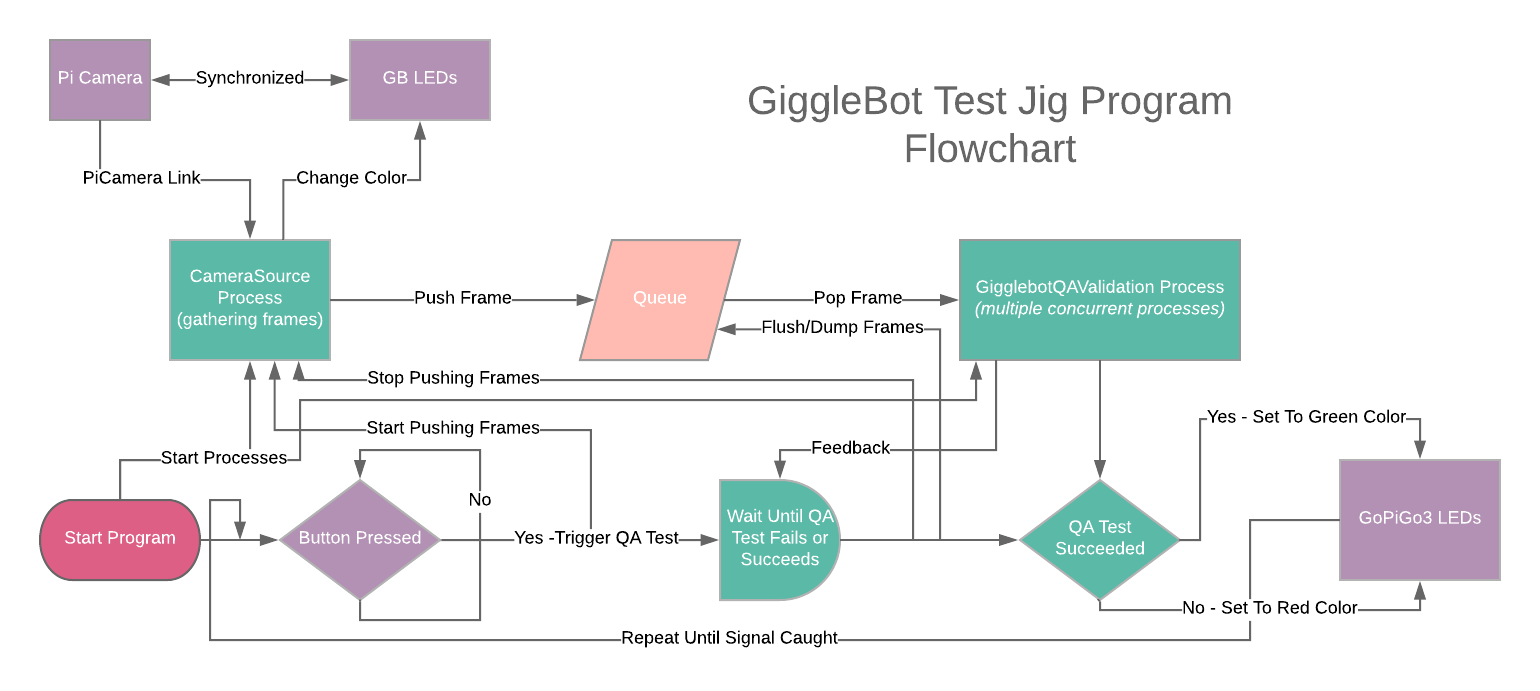 Pi Camera
Synchronized
GB LEDs
GiggleBot Test Jig Program
Flowchart
PiCamera Link
Change Color
CameraSource
Process
(gathering frames)
Push Frame
Queue
Pop Frame
Flush/Dump Frames
GigglebotQAValidation Process
(multiple concurrent processes)
Stop Pushing Frames
Start Pushing Frames
Start Processes
Feedback
Yes - Set To Green Color
No
Start Program
Button Pressed
Yes -Trigger QA Test
Wait Until QA
Test Fails or
Succeeds
QA Test
Succeeded
GoPiGo3 LEDs
No - Set To Red Color
Repeat Until Signal Caught